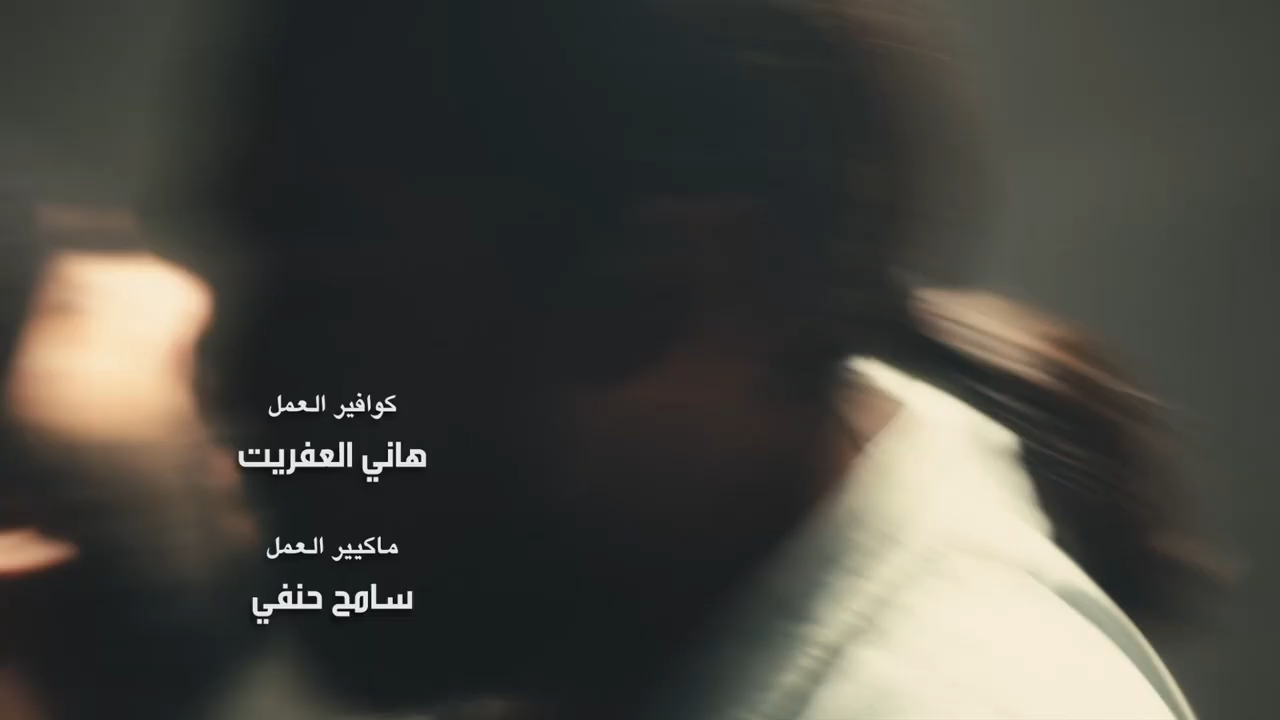 كوافير العمل
هاني العفريت
ماكيير العمل
سامح حنفي